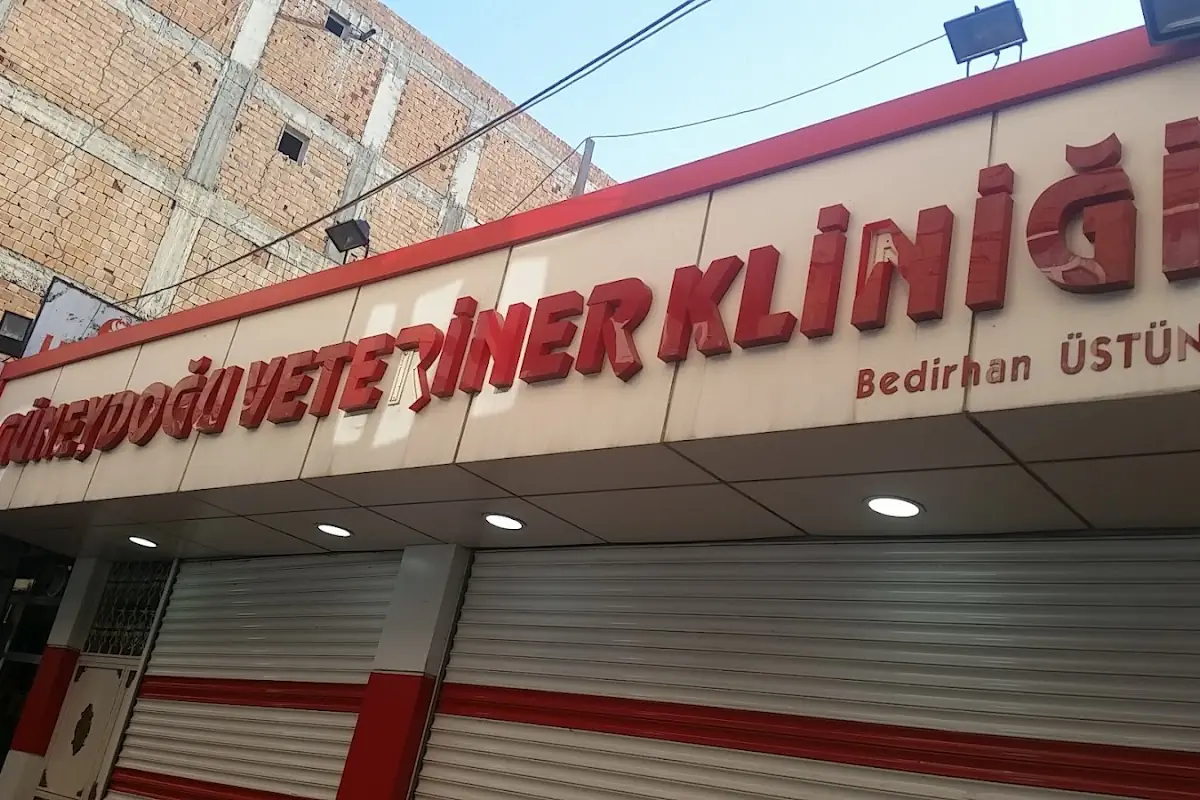 GÜNEYDOĞU VETERİNER KLİNİĞİ
Bedirhan ÜSTÜN